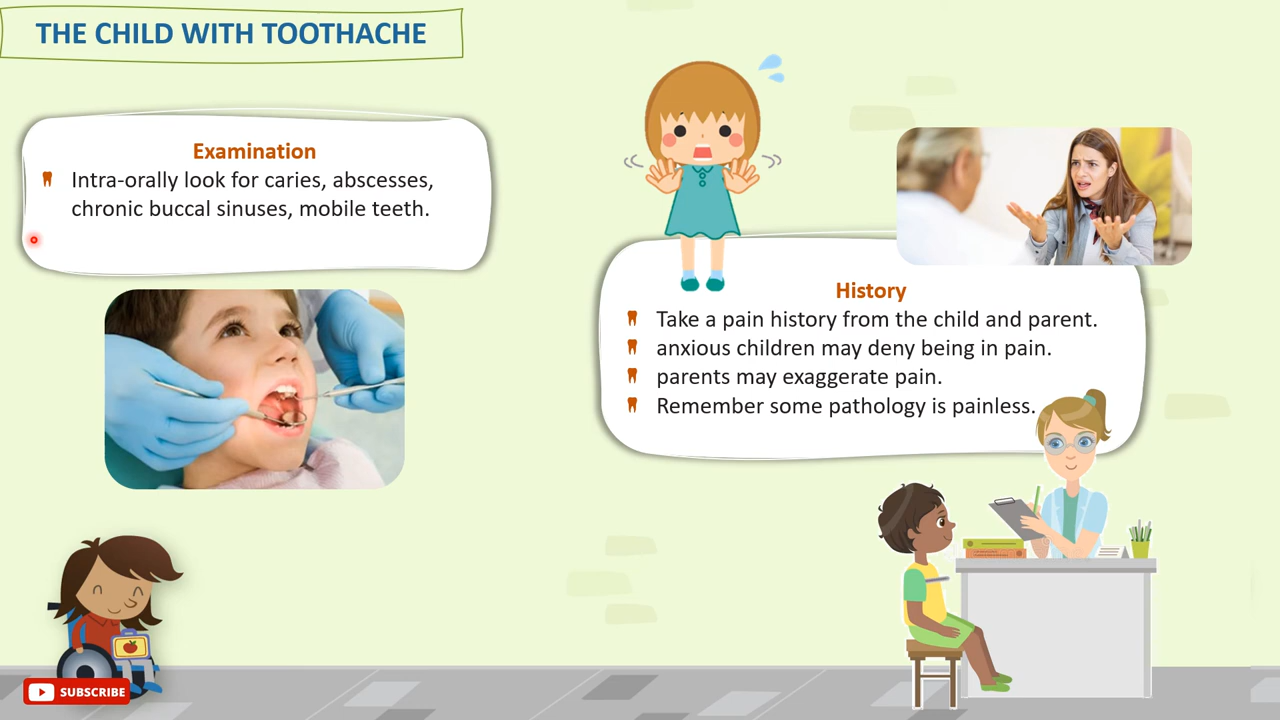 THE CHILD WITH TOOTHACHE
Examination
Intra-orally look for caries, abscesses,
chronic buccal sinuses, mobile teeth.
History
Take a pain history from the child and parent.
anxious children may deny being in pain.
parents may exaggerate pain.
Remember some pathology is painless.
SUBSCRIBE